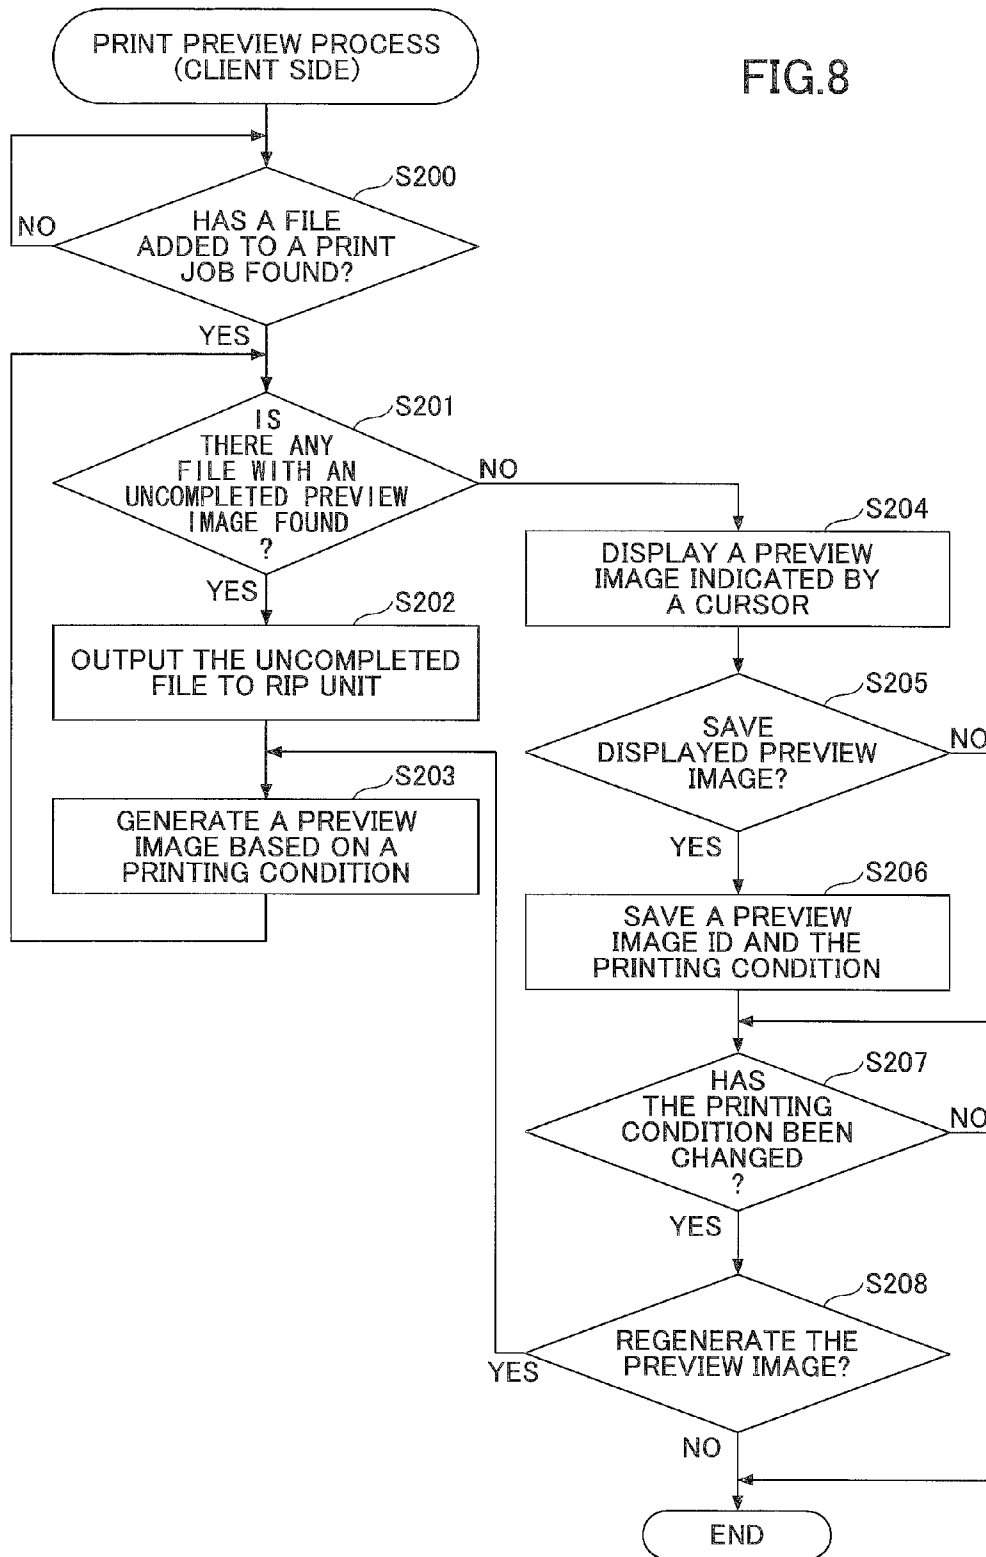 PRINT PREVIEW PROCESS
(CLIENT SIDE)
FIG.8
S200
NO
HAS A FILE
ADDED TO A PRINT
JOB FOUND?
YES
S201
IS
THERE ANY
FILE WITH AN
UNCOMPLETED PREVIEW
IMAGE FOUND
?
NO
YES
S202
OUTPUT THE UNCOMPLETED
FILE TO RIP UNIT
S203
GENERATE A PREVIEW
IMAGE BASED ON A
PRINTING CONDITION
S204
DISPLAY A PREVIEW
IMAGE INDICATED BY
A CURSOR
S205
SAVE
DISPLAYED PREVIEW
IMAGE?
NO
YES
S206
SAVE A PREVIEW
IMAGE ID AND THE
PRINTING CONDITION
S207
HAS
THE PRINTING
CONDITION BEEN
CHANGED
?
NO
YES
S208
REGENERATE THE
PREVIEW IMAGE?
YES
NO
END